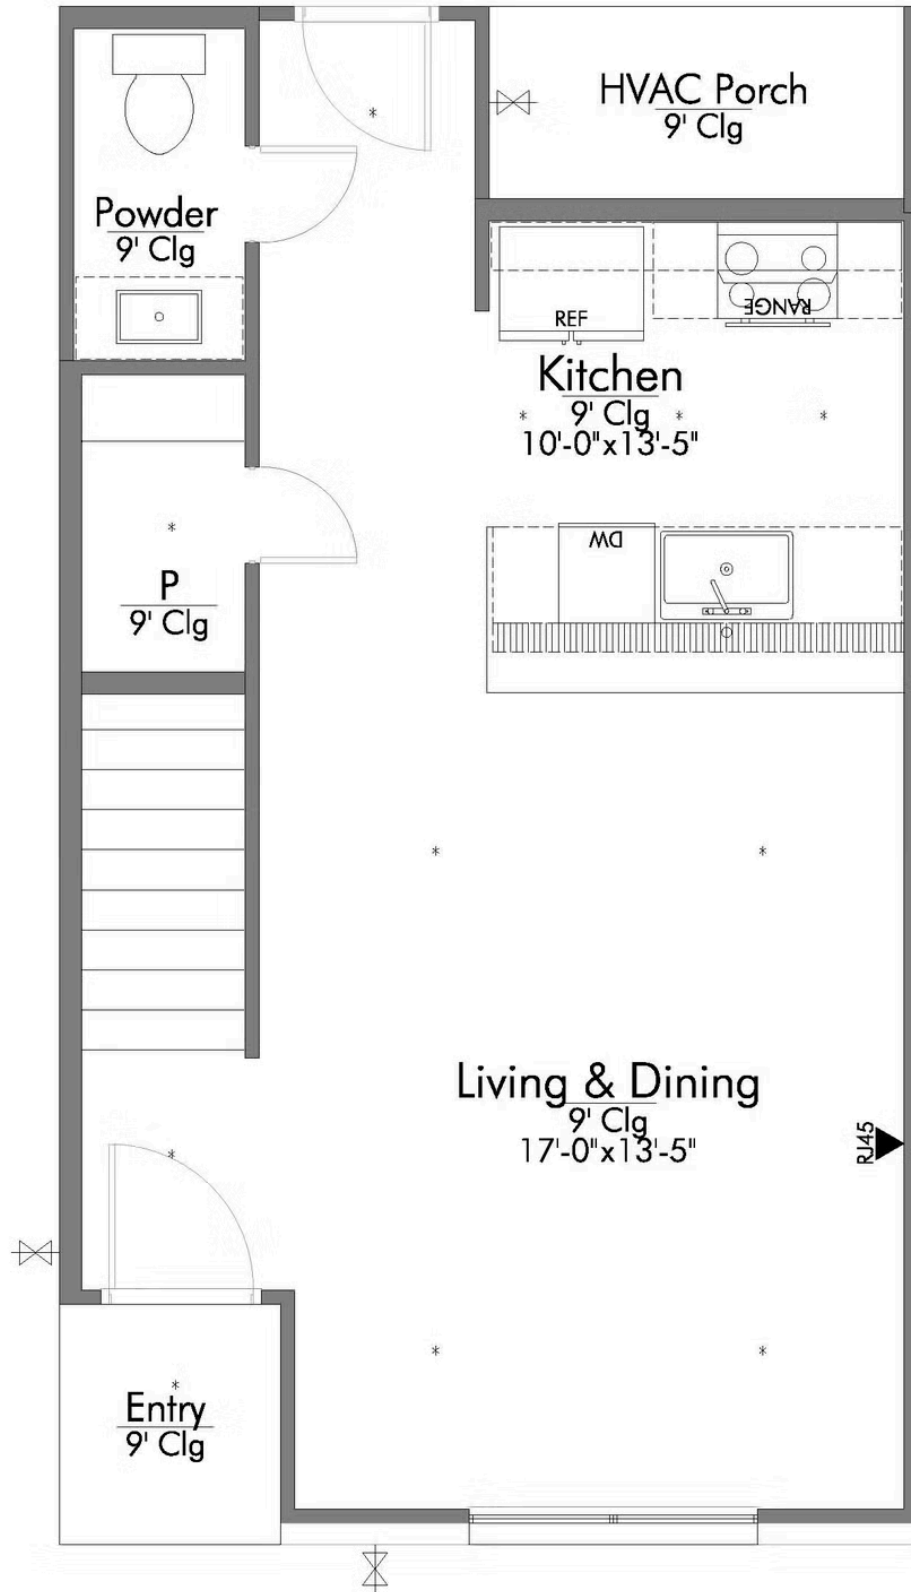 HVAC Porch
9' Clg
Powder
9' Clg
REF
RANGE
Kitchen
9' Clg
10'-0"x13'-5"
DW
P
9' Clg
Living & Dining
9' Clg
17'-0"x13'-5"
RJ45
Entry
9' Clg